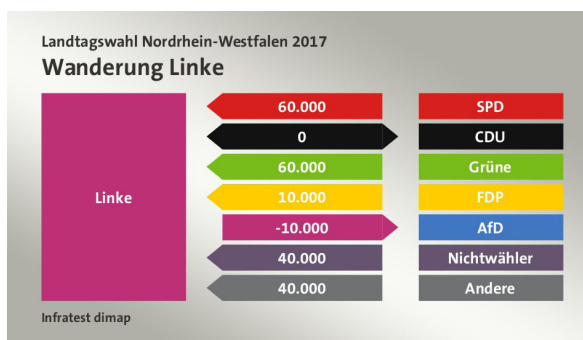 Landtagswahl Nordrhein-Westfalen 2017
Wanderung Linke
Linke
60.000 SPD
0 CDU
60.000 Grüne
10.000 FDP
-10.000 AfD
40.000 Nichtwähler
40.000 Andere
Infratest dimap